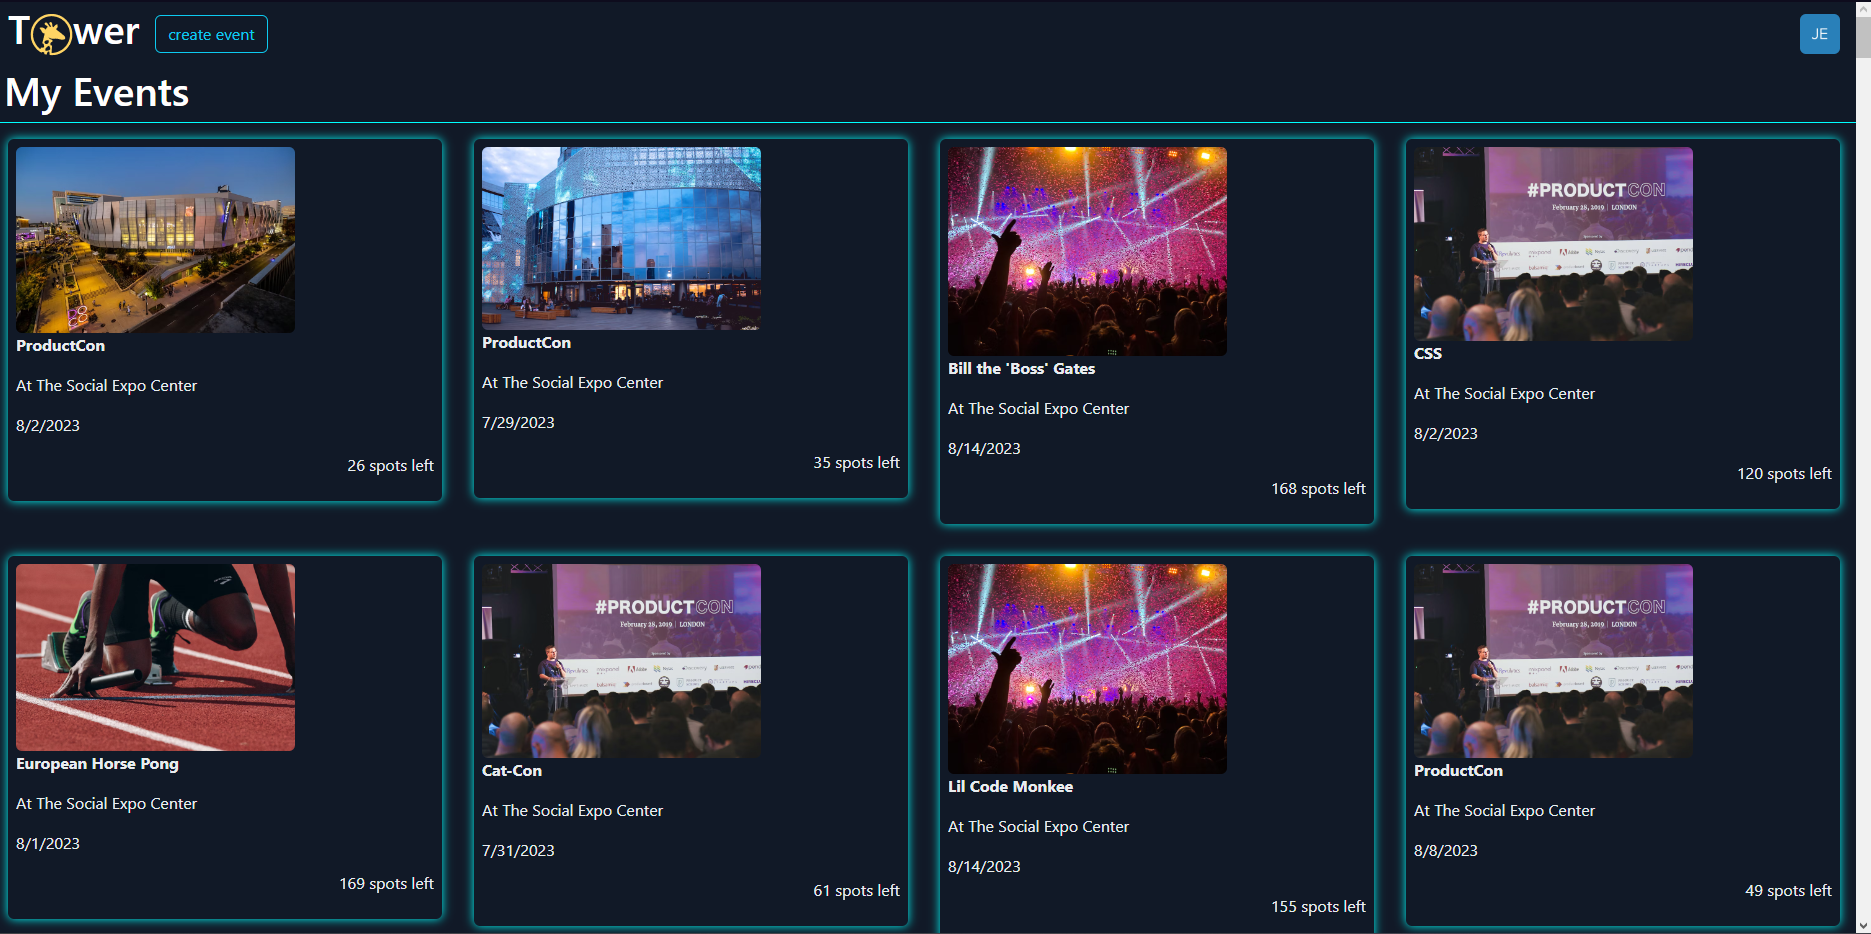 Tower
create event
JE
My Events
#PRODUCTCON
February 28, 2019 | LONDON
ProductCon
At The Social Expo Center
8/2/2023
26 spots left
ProductCon
At The Social Expo Center
7/29/2023
35 spots left
Bill the 'Boss' Gates
At The Social Expo Center
8/14/2023
168 spots left
CSS
At The Social Expo Center
8/2/2023
120 spots left
#PRODUCTCON
February 28, 2019 | LONDON
#PRODUCTCON
February 28, 2019 | LONDON
European Horse Pong
At The Social Expo Center
8/1/2023
169 spots left
Cat-Con
At The Social Expo Center
7/31/2023
61 spots left
Lil Code Monkee
At The Social Expo Center
8/14/2023
155 spots left
ProductCon
At The Social Expo Center
8/8/2023
49 spots left